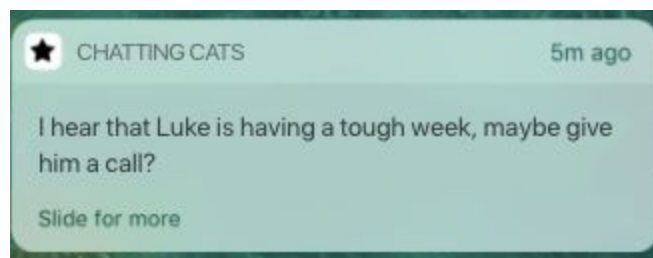 CHATTING CATS
5m ago
I hear that Luke is having a tough week, maybe give
him a call?
Slide for more